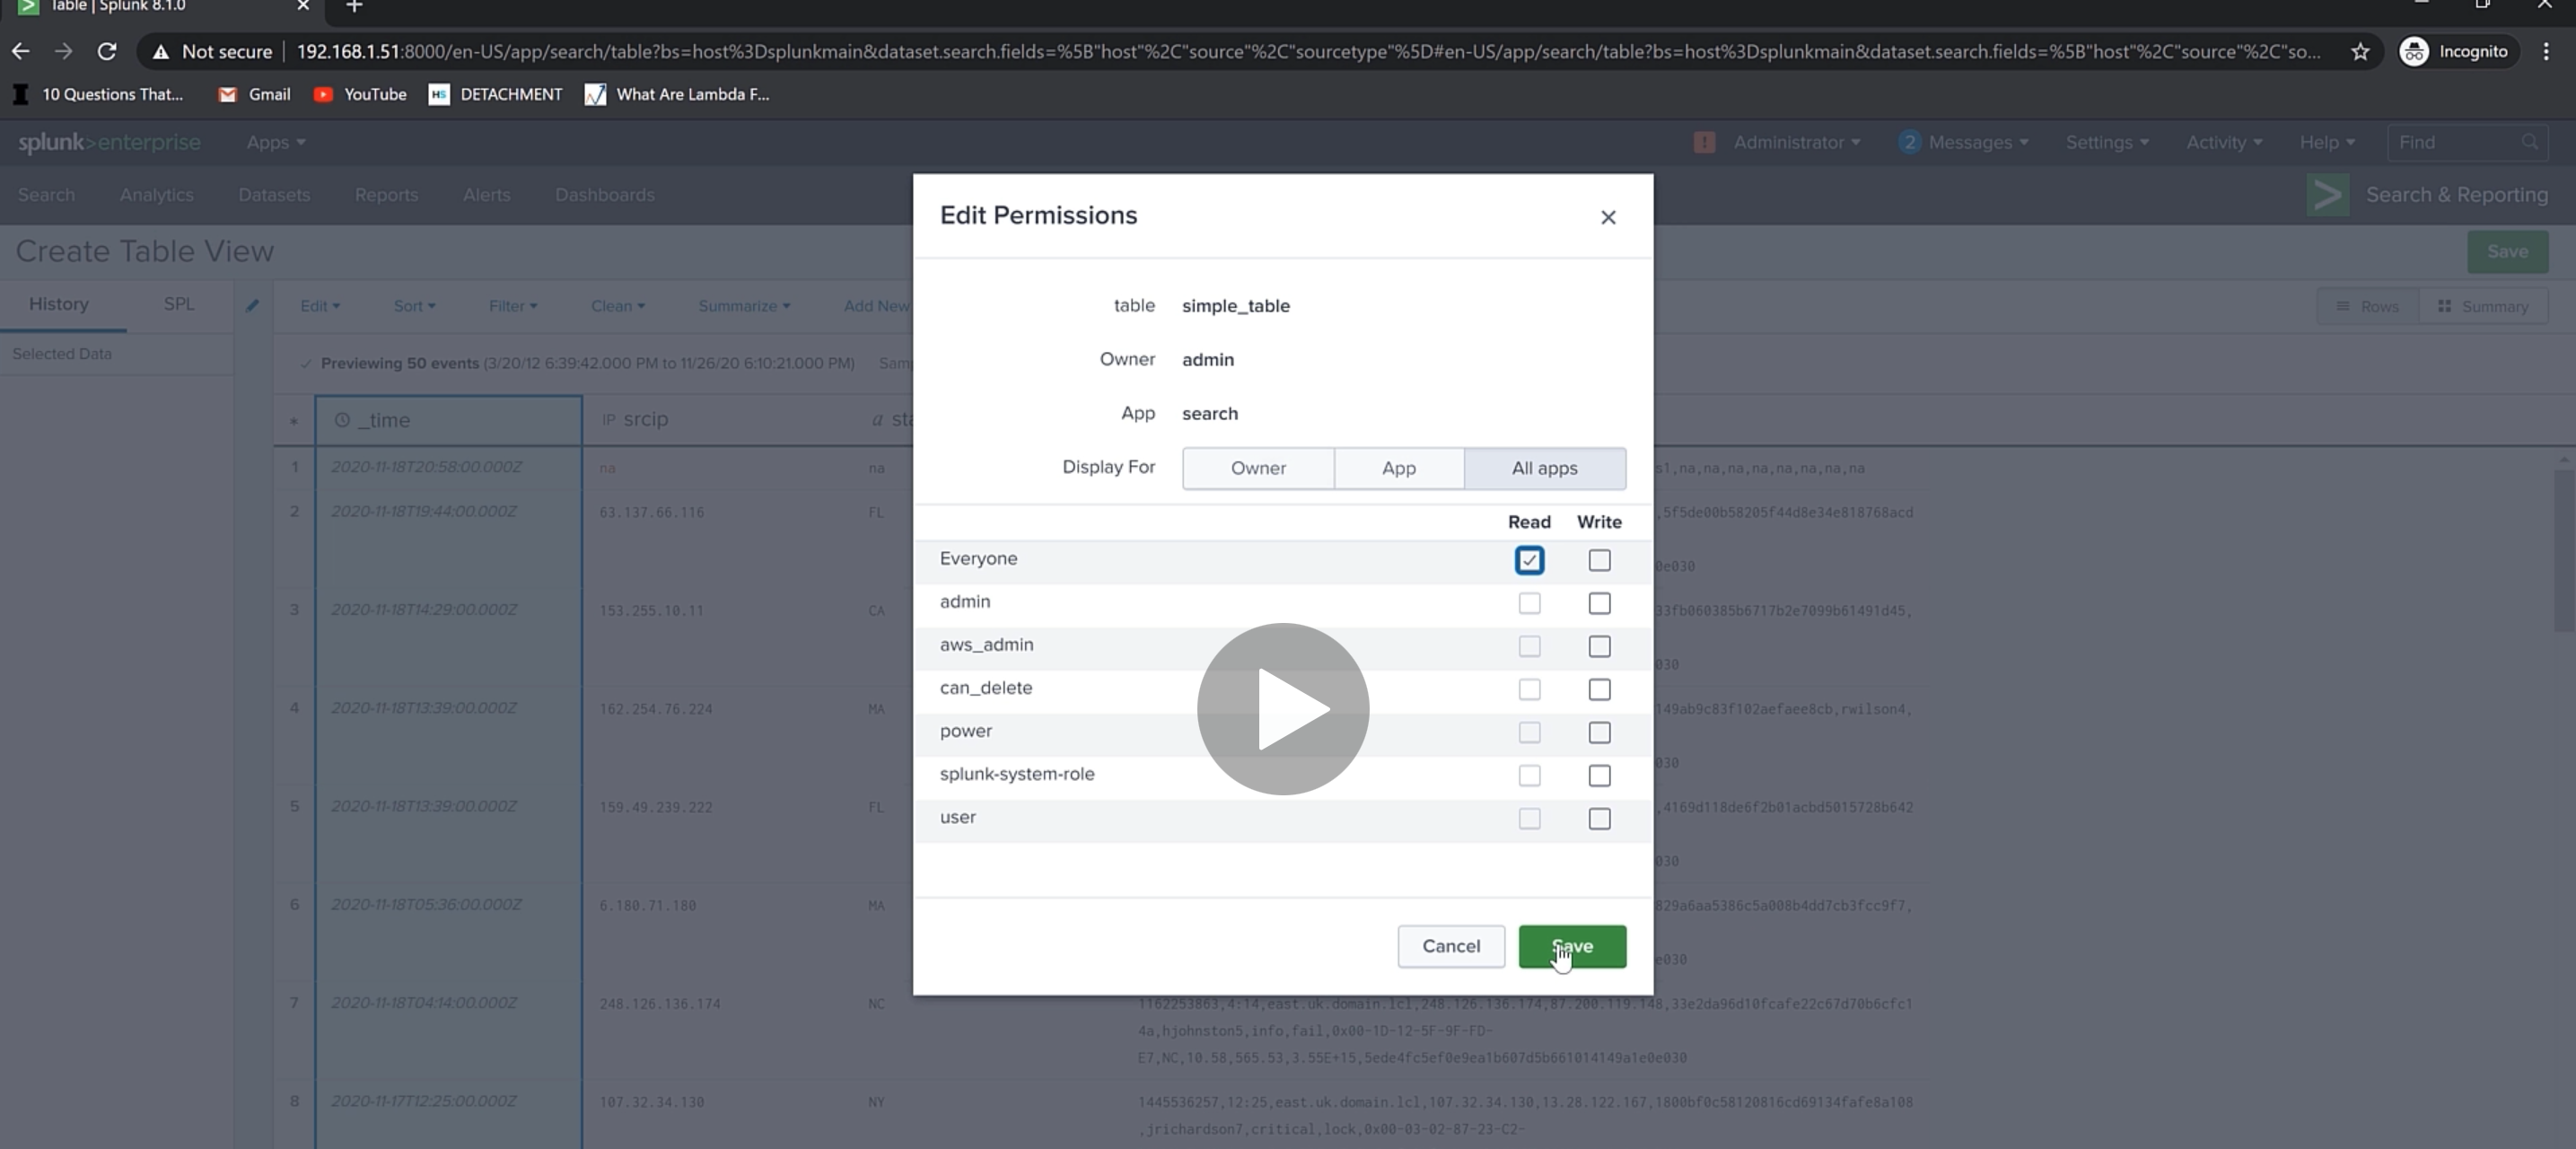 Table | Splunk 8.1.0
Not secure | 192.168.1.51:8000/en-US/app/search/table?bs=host%3Dsplunkmain&dataset.search.fields=%5B"host"%2C"source"%2C"sourcetype"%5D#en-US/app/search/table?bs=host%3Dsplunkmain&dataset.search.fields=%5B"host"%2C"source"%2C"so... Incognito
10 Questions That... Gmail YouTube HS DETACHMENT What Are Lambda F...
splunk>enterprise Apps ! Administrator 2 Messages Settings Activity Help Find
Search Analytics Datasets Reports Alerts Dashboards Search & Reporting
Create Table View Save
History SPL Edit Sort Filter Clean Summarize Add New Rows Summary
Selected Data
Previewing 50 events (3/20/12 6:39:42.000 PM to 11/26/20 6:10:21.000 PM)
* _time IP srcip a
1 2020-11-18T20:58:00.000Z na na s1,na,na,na,na,na,na,na,na
2 2020-11-18T19:44:00.000Z 63.137.66.116 FL ,5f5de00b58205f44d8e34e818768acd
0e030
3 2020-11-18T14:29:00.000Z 153.255.10.11 CA 33fb060385b6717b2e7099b61491d45,
030
4 2020-11-18T13:39:00.000Z 162.254.76.224 MA 149ab9c83f102aefaee8cb,rwilson4,
030
5 2020-11-18T13:39:00.000Z 159.49.239.222 FL ,4169d118de6f2b01acbd5015728b642
030
6 2020-11-18T05:36:00.000Z 6.180.71.180 MA 829a6aa5386c5a008b4dd7cb3fcc9f7,
e030
7 2020-11-18T04:14:00.000Z 248.126.136.174 NC 1162253863,4:14,east.uk.domain.lcl,248.126.136.174,87.200.119.148,33e2da96d10fcafe22c67d70b6cfc1
4a,hjohnston5,info,fail,0x00-1D-12-5F-9F-FD-
E7,NC,10.58,565.53,3.55E+15,5ede4fc5ef0e9ea1b607d5b661014149a1e0e030
8 2020-11-17T12:25:00.000Z 107.32.34.130 NY 1445536257,12:25,east.uk.domain.lcl,107.32.34.130,13.28.122.167,1800bf0c58120816cd69134fafe8a108
,jrichardson7,critical,lock,0x00-03-02-87-23-C2-
Edit Permissions
table simple_table
Owner admin
App search
Display For Owner App All apps
Read Write
Everyone
admin
aws_admin
can_delete
power
splunk-system-role
user
Cancel Save